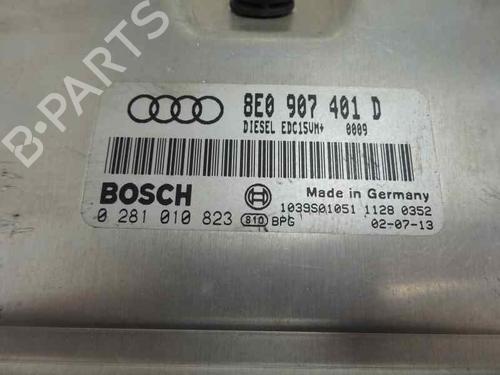 8E0 907 401 D
DIESEL EDC15VM+ 0009
BOSCH
Made in Germany
0 281 010 823 810 BPG
1039S01051 1128 0352
02-07-13
B-PARTS